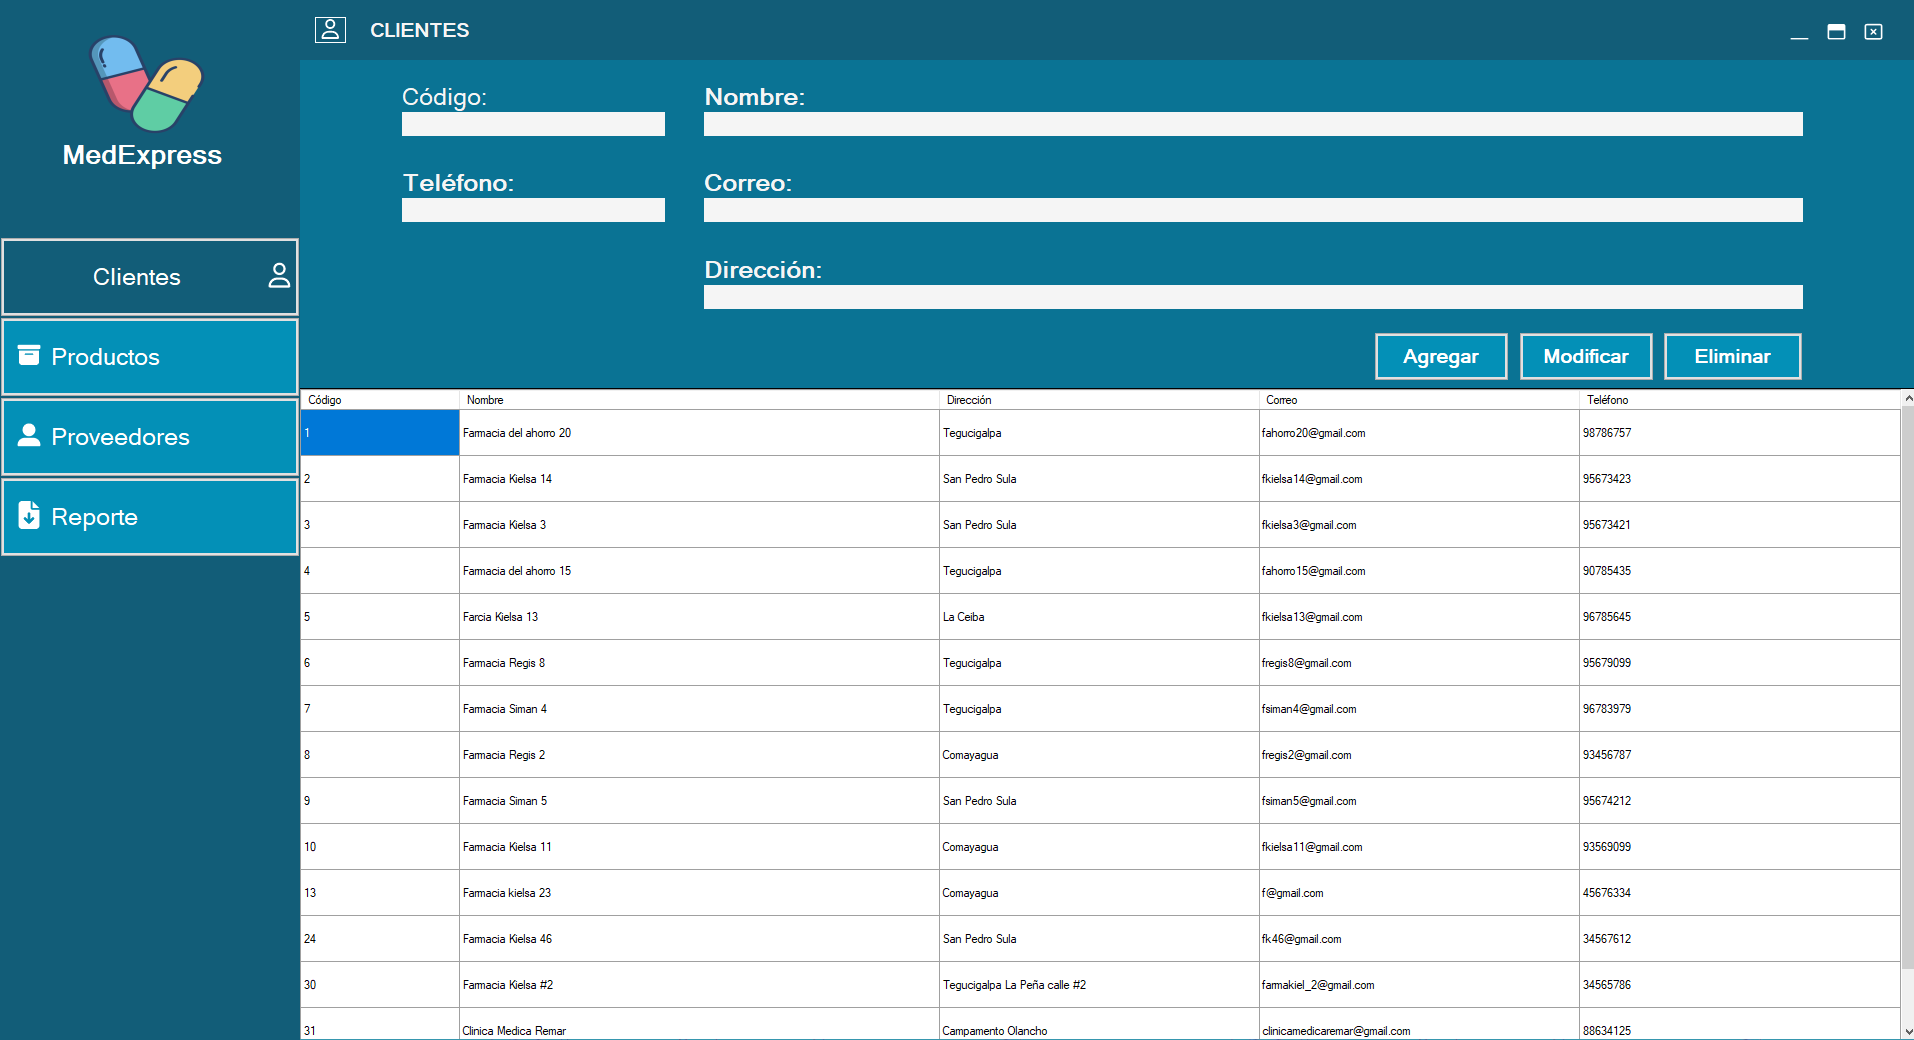 CLIENTES
MedExpress
Código:
Nombre:
Teléfono:
Correo:
Dirección:
Clientes
Productos
Proveedores
Reporte
Agregar Modificar Eliminar
Código Nombre Dirección Correo Teléfono
1 Farmacia del ahorro 20 Tegucigalpa fahorro20@gmail.com 98786757
2 Farmacia Kielsa 14 San Pedro Sula fkielsa14@gmail.com 95673423
3 Farmacia Kielsa 3 San Pedro Sula fkielsa3@gmail.com 95673421
4 Farmacia del ahorro 15 Tegucigalpa fahorro15@gmail.com 90785435
5 Farcia Kielsa 13 La Ceiba fkielsa13@gmail.com 96785645
6 Farmacia Regis 8 Tegucigalpa fregis8@gmail.com 95679099
7 Farmacia Siman 4 Tegucigalpa fsiman4@gmail.com 96783979
8 Farmacia Regis 2 Comayagua fregis2@gmail.com 93456787
9 Farmacia Siman 5 San Pedro Sula fsiman5@gmail.com 95674212
10 Farmacia Kielsa 11 Comayagua fkielsa11@gmail.com 93569099
13 Farmacia kielsa 23 Comayagua f@gmail.com 45676334
24 Farmacia Kielsa 46 San Pedro Sula fk46@gmail.com 34567612
30 Farmacia Kielsa #2 Tegucigalpa La Peña calle #2 farmakiel_2@gmail.com 34565786
31 Clinica Medica Remar Campamento Olancho clinicamedicaremar@gmail.com 88634125